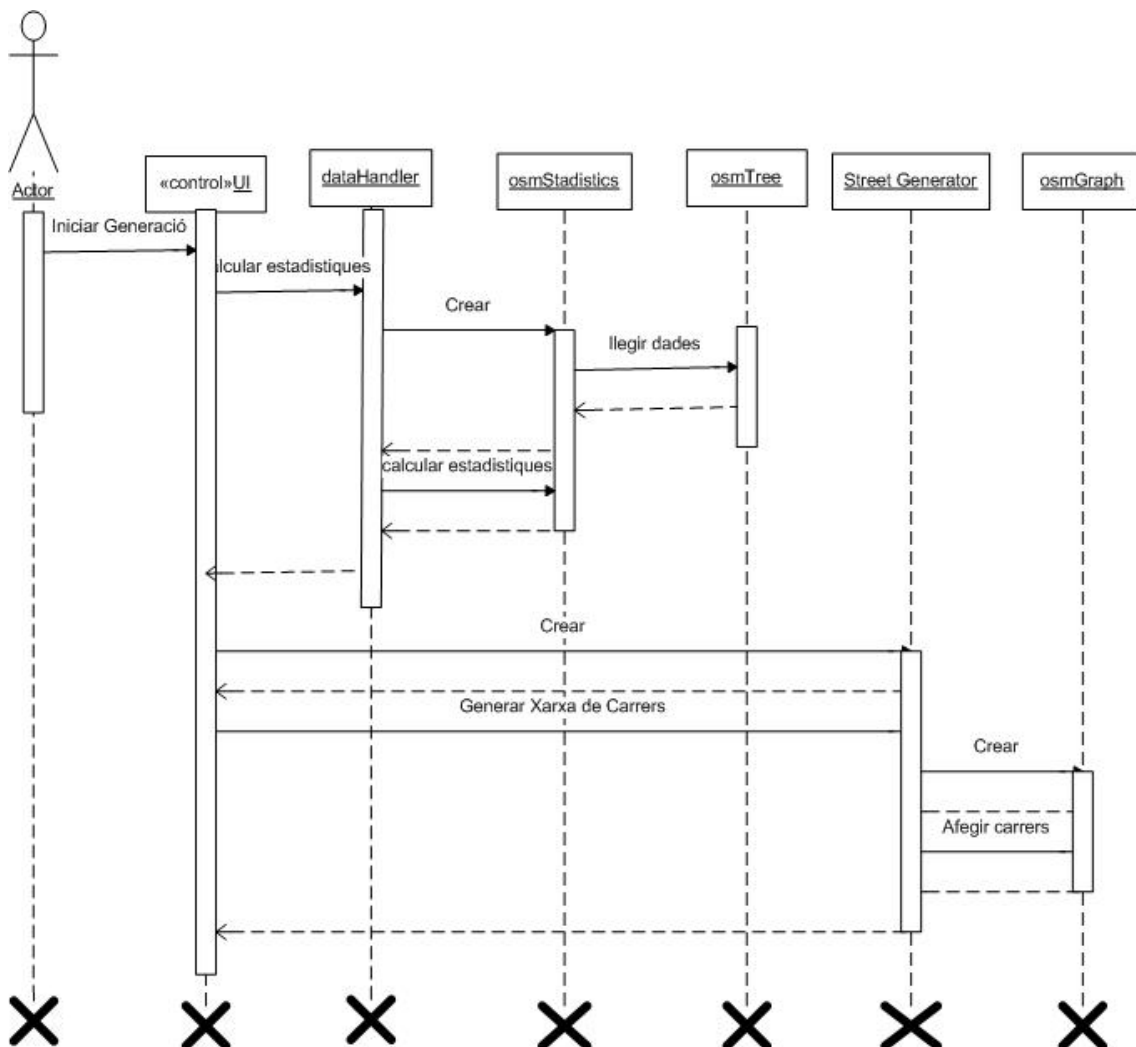 Actor
«control»UI
dataHandler
osmStadistics
osmTree
Street Generator
osmGraph
Iniciar Generació
lcular estadistiques
Crear
llegir dades
calcular estadistiques
Crear
Generar Xarxa de Carrers
Crear
Afegir carrers